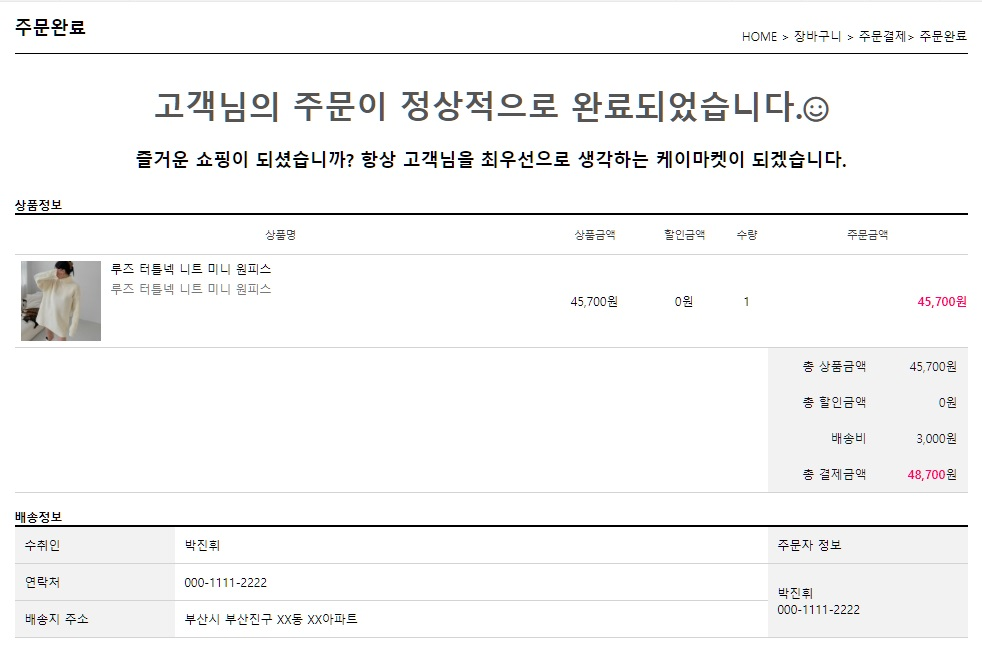 주문완료
HOME > 장바구니 > 주문결제> 주문완료
고객님의 주문이 정상적으로 완료되었습니다.
즐거운 쇼핑이 되셨습니까? 항상 고객님을 최우선으로 생각하는 케이마켓이 되겠습니다.
상품정보
상품명 상품금액 할인금액 수량 주문금액
루즈 터틀넥 니트 미니 원피스
루즈 터틀넥 니트 미니 원피스
45,700원 0원 1 45,700원
총 상품금액 45,700원
총 할인금액 0원
배송비 3,000원
총 결제금액 48,700원
배송정보
수취인 박진휘 주문자 정보
연락처 000-1111-2222
박진휘
000-1111-2222
배송지 주소 부산시 부산진구 XX동 XX아파트